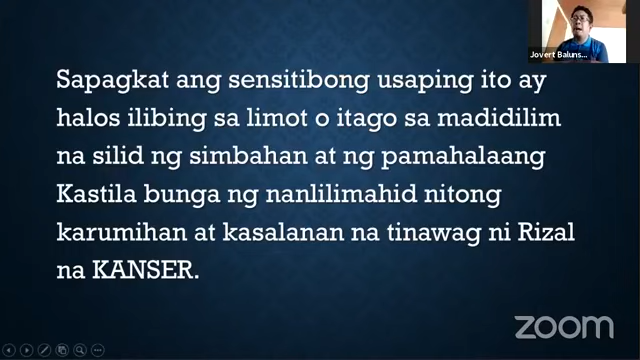 Jovert Baluns...
Sapagkat ang sensitibong usaping ito ay
halos ilibing sa limot o itago sa madidilim
na silid ng simbahan at ng pamahalaang
Kastila bunga ng nanlilimahid nitong
karumihan at kasalanan na tinawag ni Rizal
na KANSER.
zoom